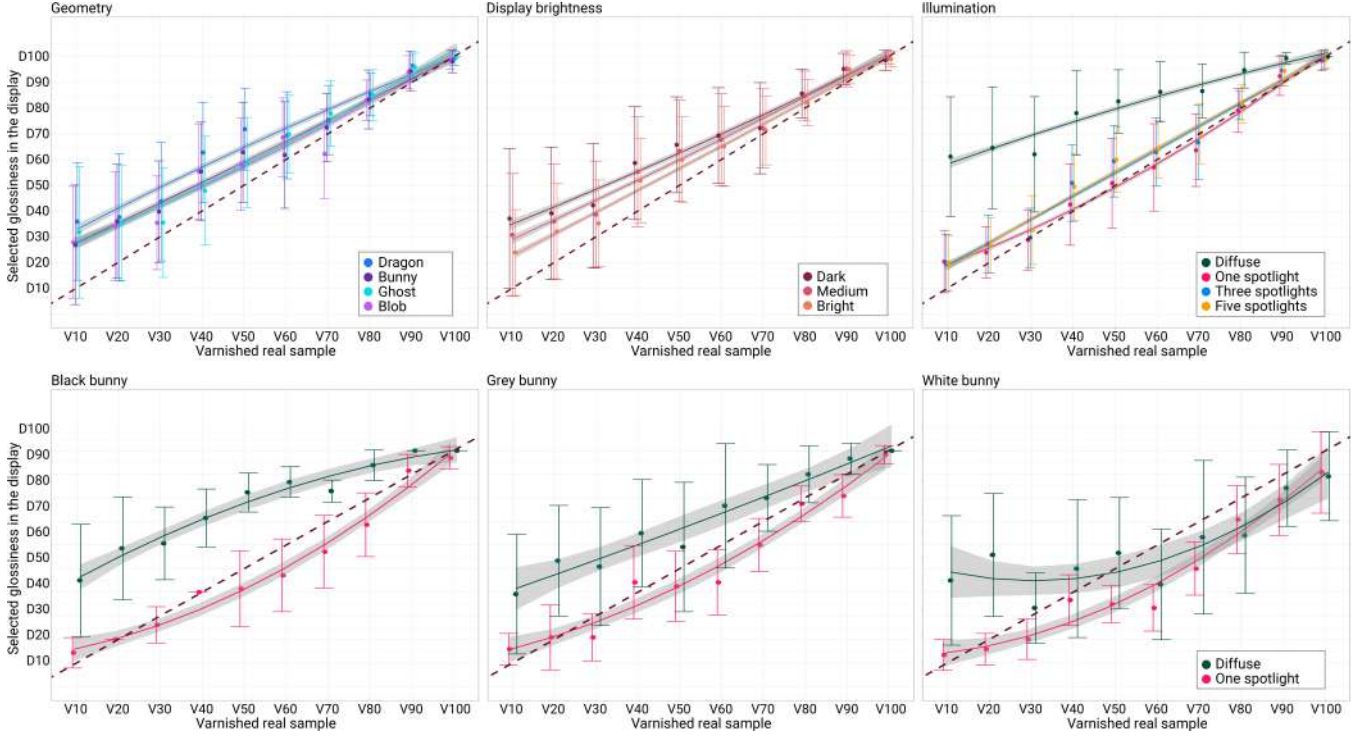 Geometry
Display brightness
Illumination
Selected glossiness in the display
D100
D90
D80
D70
D60
D50
D40
D30
D20
D10
Dragon
Bunny
Ghost
Blob
Dark
Medium
Bright
Diffuse
One spotlight
Three spotlights
Five spotlights
V10 V20 V30 V40 V50 V60 V70 V80 V90 V100
V10 V20 V30 V40 V50 V60 V70 V80 V90 V100
V10 V20 V30 V40 V50 V60 V70 V80 V90 V100
Varnished real sample
Varnished real sample
Varnished real sample
Black bunny
Grey bunny
White bunny
Selected glossiness in the display
D100
D90
D80
D70
D60
D50
D40
D30
D20
D10
Diffuse
One spotlight
V10 V20 V30 V40 V50 V60 V70 V80 V90 V100
V10 V20 V30 V40 V50 V60 V70 V80 V90 V100
V10 V20 V30 V40 V50 V60 V70 V80 V90 V100
Varnished real sample
Varnished real sample
Varnished real sample